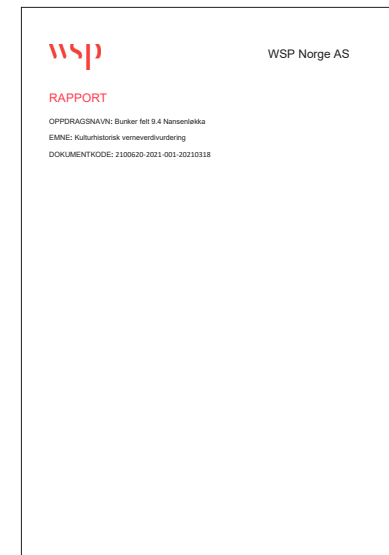 wsp
WSP Norge AS
RAPPORT
OPPDRAGSNAVN: Bunker felt 9.4 Nansenløkka
EMNE: Kulturhistorisk verneverdivurdering
DOKUMENTKODE: 2100620-2021-001-20210318